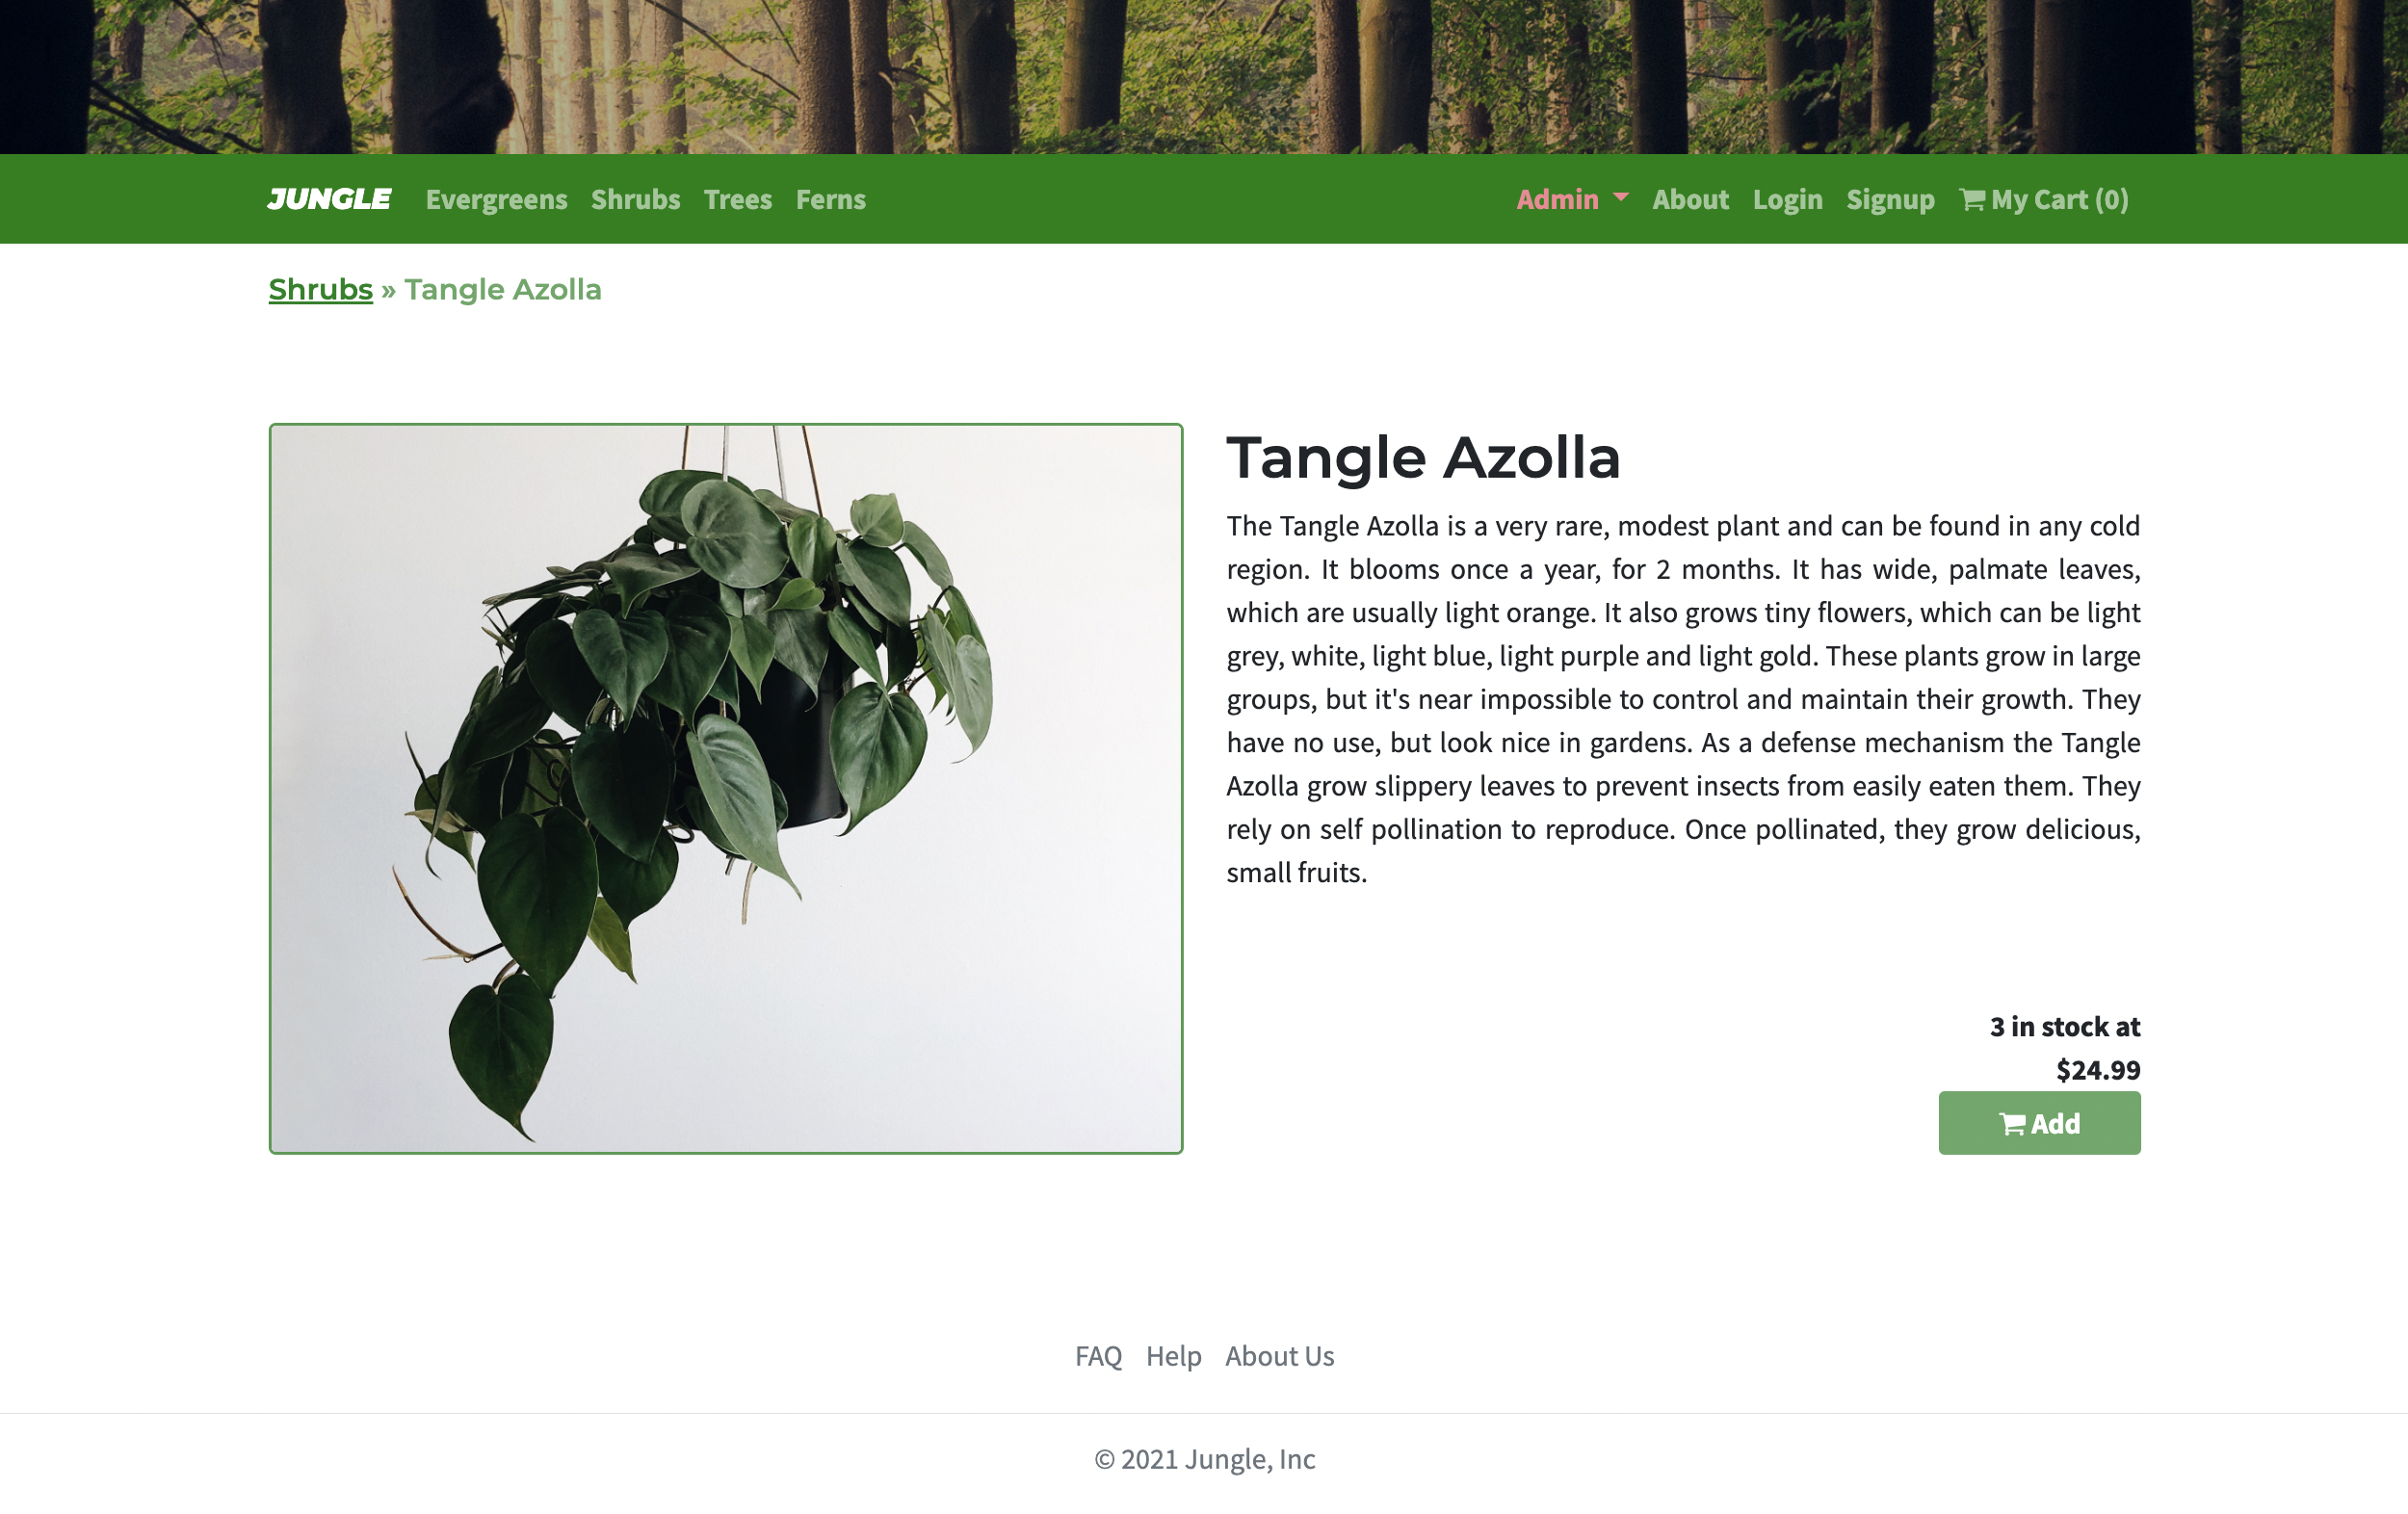 JUNGLE Evergreens Shrubs Trees Ferns Admin About Login Signup My Cart (0)
Shrubs » Tangle Azolla
Tangle Azolla
The Tangle Azolla is a very rare, modest plant and can be found in any cold
region. It blooms once a year, for 2 months. It has wide, palmate leaves,
which are usually light orange. It also grows tiny flowers, which can be light
grey, white, light blue, light purple and light gold. These plants grow in large
groups, but it's near impossible to control and maintain their growth. They
have no use, but look nice in gardens. As a defense mechanism the Tangle
Azolla grow slippery leaves to prevent insects from easily eaten them. They
rely on self pollination to reproduce. Once pollinated, they grow delicious,
small fruits.
3 in stock at
$24.99
Add
FAQ Help About Us
© 2021 Jungle, Inc